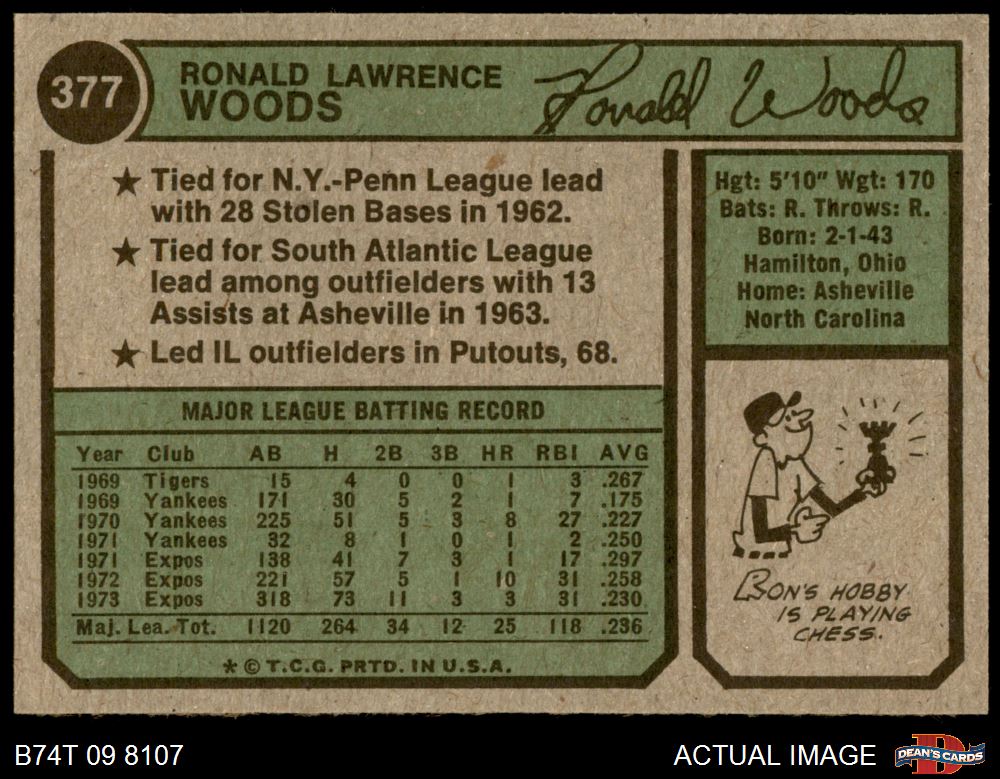 377
RONALD LAWRENCE
WOODS
Ronald Woods
★ Tied for N.Y.-Penn League lead
with 28 Stolen Bases in 1962.
★ Tied for South Atlantic League
lead among outfielders with 13
Assists at Asheville in 1963.
★ Led IL outfielders in Putouts, 68.
MAJOR LEAGUE BATTING RECORD
Year Club AB H 2B 3B HR RBI AVG
1969 Tigers 15 4 0 0 1 3 .267
1969 Yankees 171 30 5 2 1 7 .175
1970 Yankees 225 51 5 3 8 27 .227
1971 Yankees 32 8 1 0 1 2 .250
1971 Expos 138 41 7 3 1 17 .297
1972 Expos 221 57 5 1 10 31 .258
1973 Expos 318 73 11 3 3 31 .230
Maj. Lea. Tot. 1120 264 34 12 25 118 .236
* © T.C.G. PRTD. IN U.S.A.
Hgt: 5'10" Wgt: 170
Bats: R. Throws: R.
Born: 2-1-43
Hamilton, Ohio
Home: Asheville
North Carolina
RON'S HOBBY
IS PLAYING
CHESS.
B74T 09 8107
ACTUAL IMAGE
DEAN'S CARDS